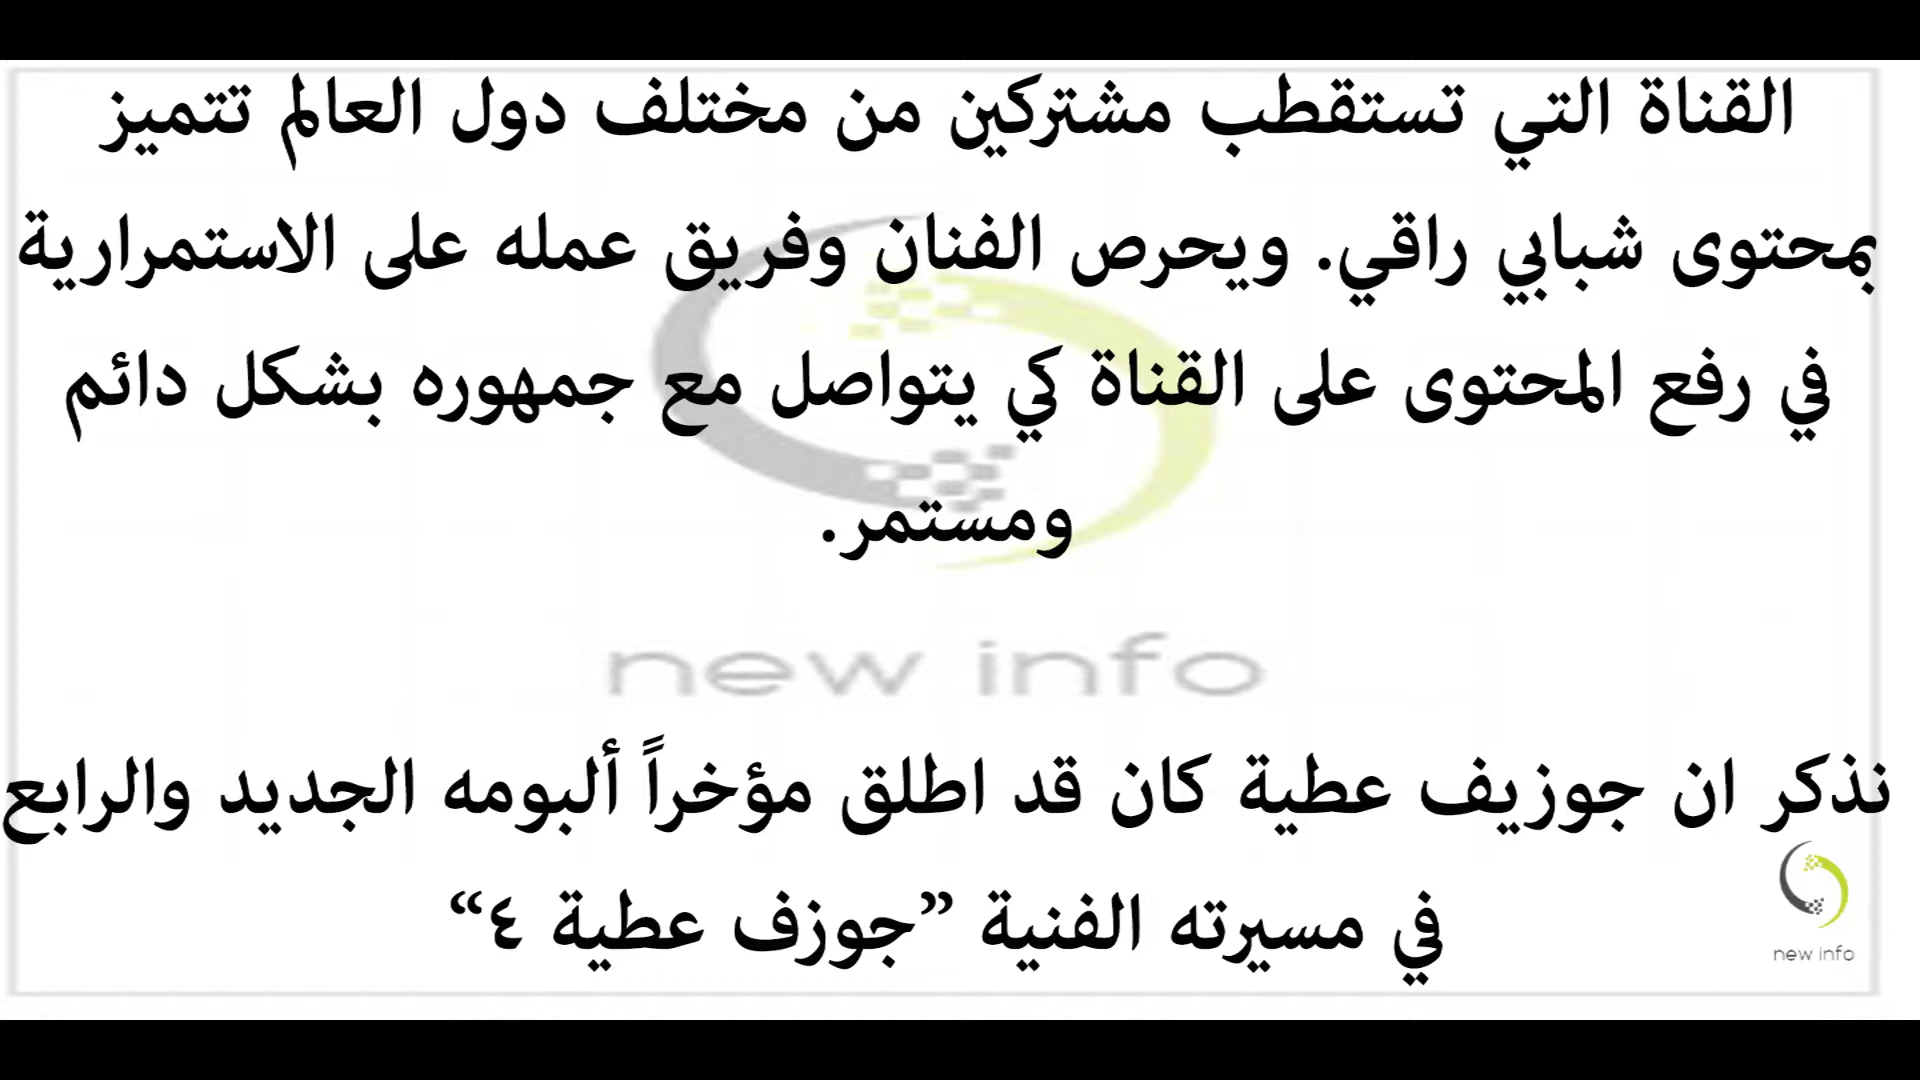 القناة التي تستقطب مشتركين من مختلف دول العالم تتميز
بمحتوى شبابي راقي. ويحرص الفنان وفريق عمله على الاستمرارية
في رفع المحتوى على القناة كي يتواصل مع جمهوره بشكل دائم
ومستمر.
new info
نذكر ان جوزيف عطية كان قد اطلق مؤخراً ألبومه الجديد والرابع
في مسيرته الفنية ”جوزف عطية ٤“
new info